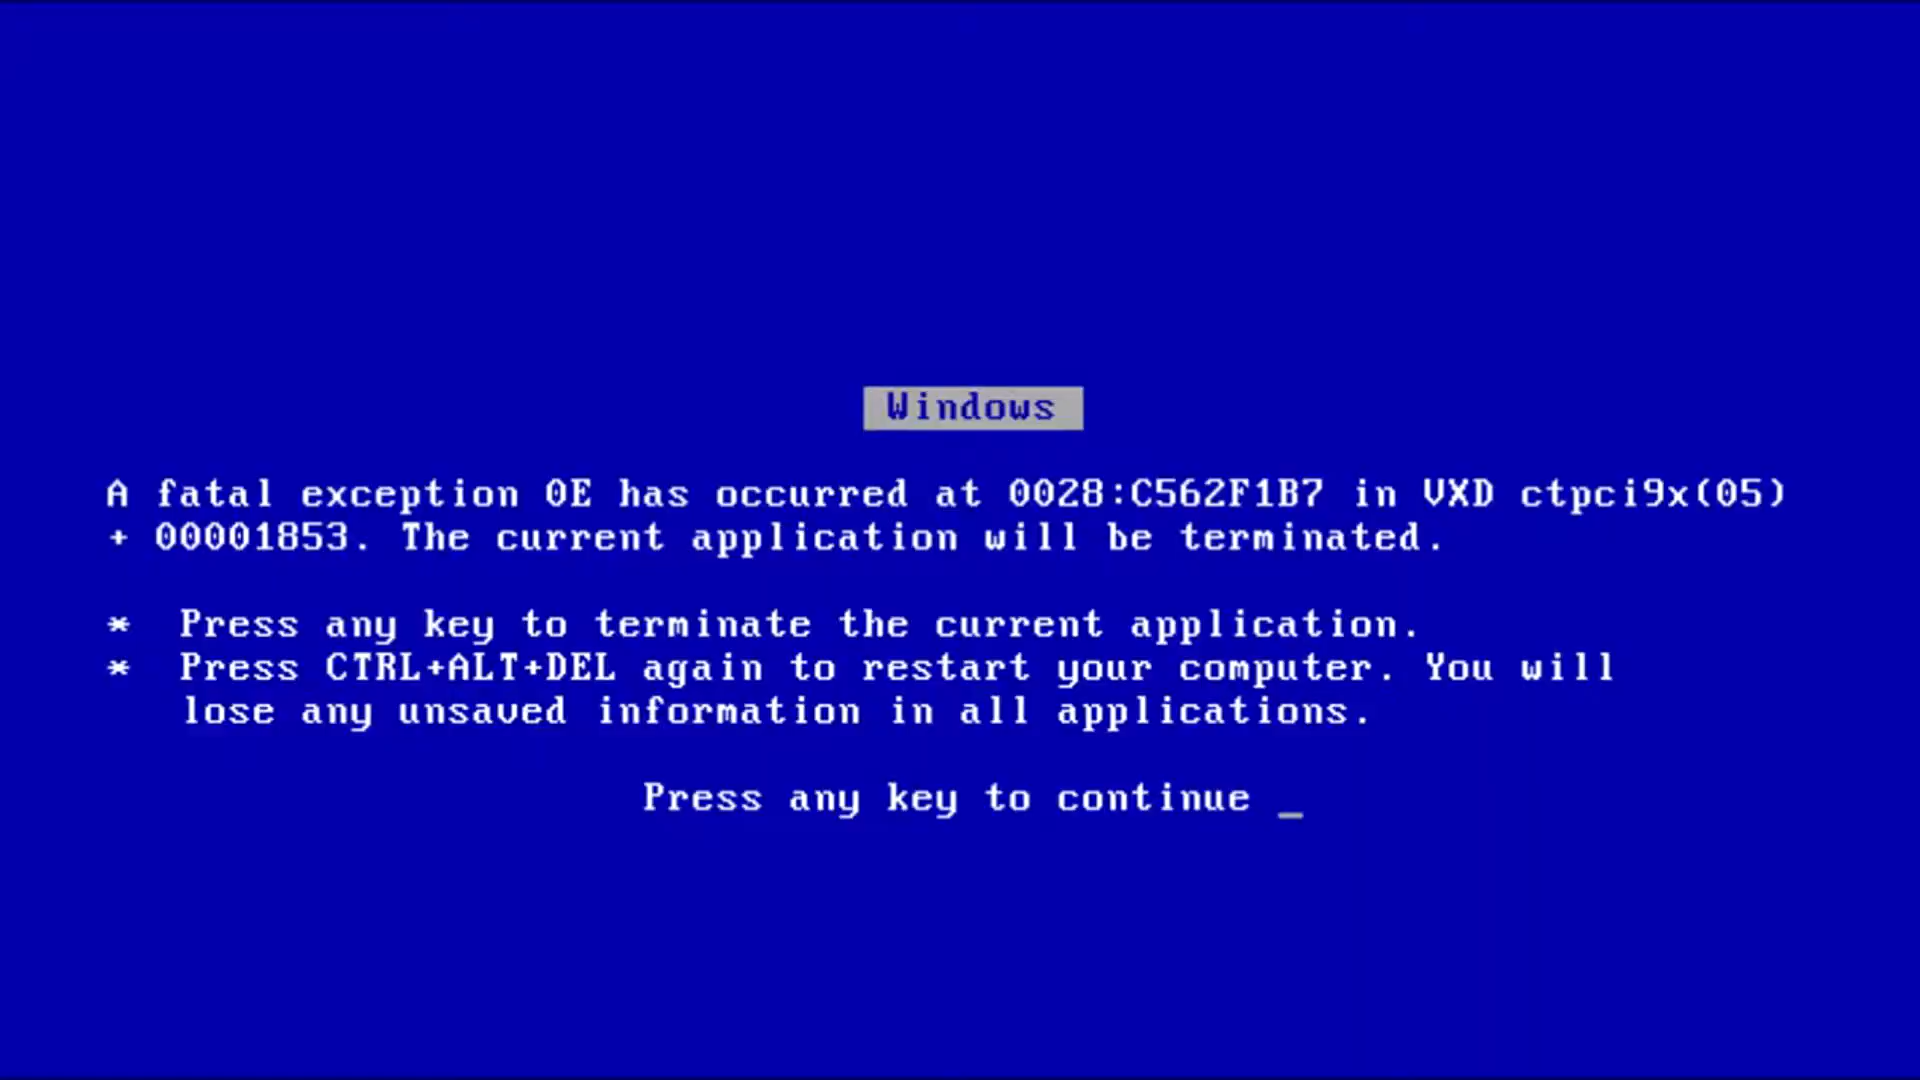 Windows
A fatal exception 0E has occurred at 0028:C562F1B7 in VXD ctpci9x(05)
+ 00001853. The current application will be terminated.
* Press any key to terminate the current application.
* Press CTRL+ALT+DEL again to restart your computer. You will
lose any unsaved information in all applications.
Press any key to continue _